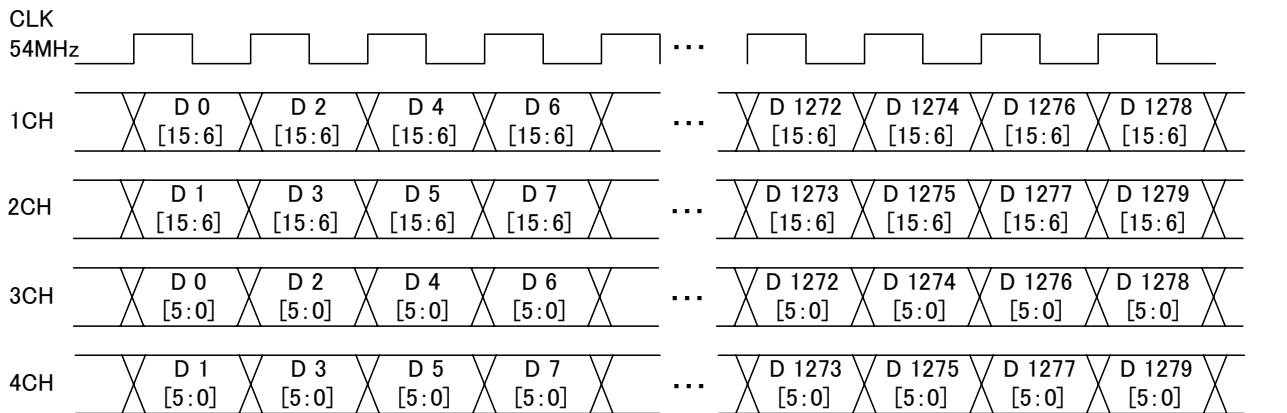 CLK
54MHz
...
1CH
D 0 D 2 D 4 D 6 ... D 1272 D 1274 D 1276 D 1278
[15:6] [15:6] [15:6] [15:6] [15:6] [15:6] [15:6] [15:6]
2CH
D 1 D 3 D 5 D 7 ... D 1273 D 1275 D 1277 D 1279
[15:6] [15:6] [15:6] [15:6] [15:6] [15:6] [15:6] [15:6]
3CH
D 0 D 2 D 4 D 6 ... D 1272 D 1274 D 1276 D 1278
[5:0] [5:0] [5:0] [5:0] [5:0] [5:0] [5:0] [5:0]
4CH
D 1 D 3 D 5 D 7 ... D 1273 D 1275 D 1277 D 1279
[5:0] [5:0] [5:0] [5:0] [5:0] [5:0] [5:0] [5:0]